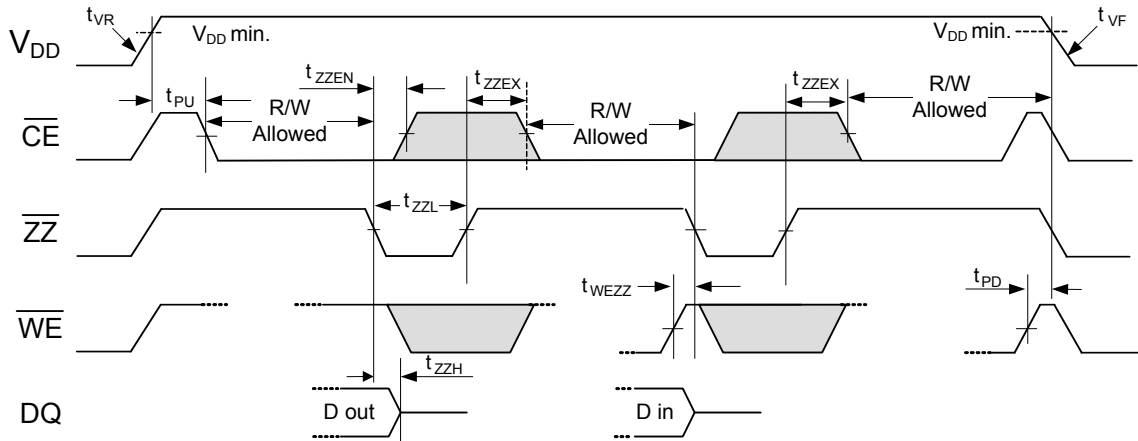 tVR
VDD min.
VDD min.
tVF
VDD
tZZEN
tZZEX
tZZEX
R/W
tPU
R/W
Allowed
R/W
Allowed
Allowed
CE
tZZL
ZZ
tWEZZ
tPD
WE
tZZH
D out
D in
DQ